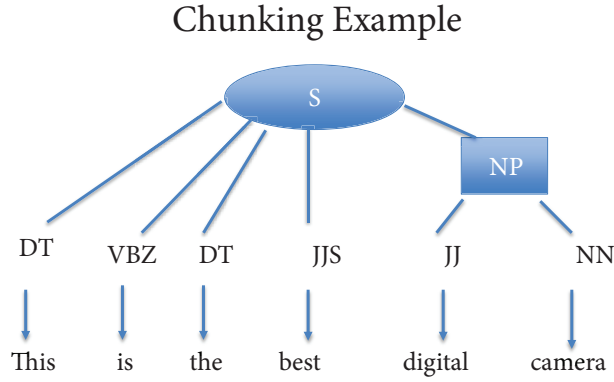 Chunking Example
S
NP
DT VBZ DT JJS JJ NN
This is the best digital camera